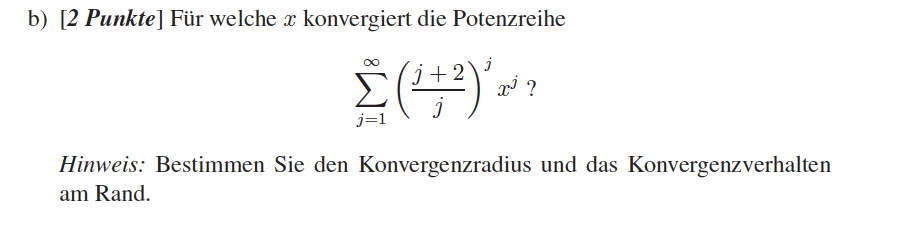 b) [2 Punkte] Für welche x konvergiert die Potenzreihe
\sum_{j=1}^{\infty} \left( \frac{j+2}{j} \right)^j x^j ?
Hinweis: Bestimmen Sie den Konvergenzradius und das Konvergenzverhalten
am Rand.